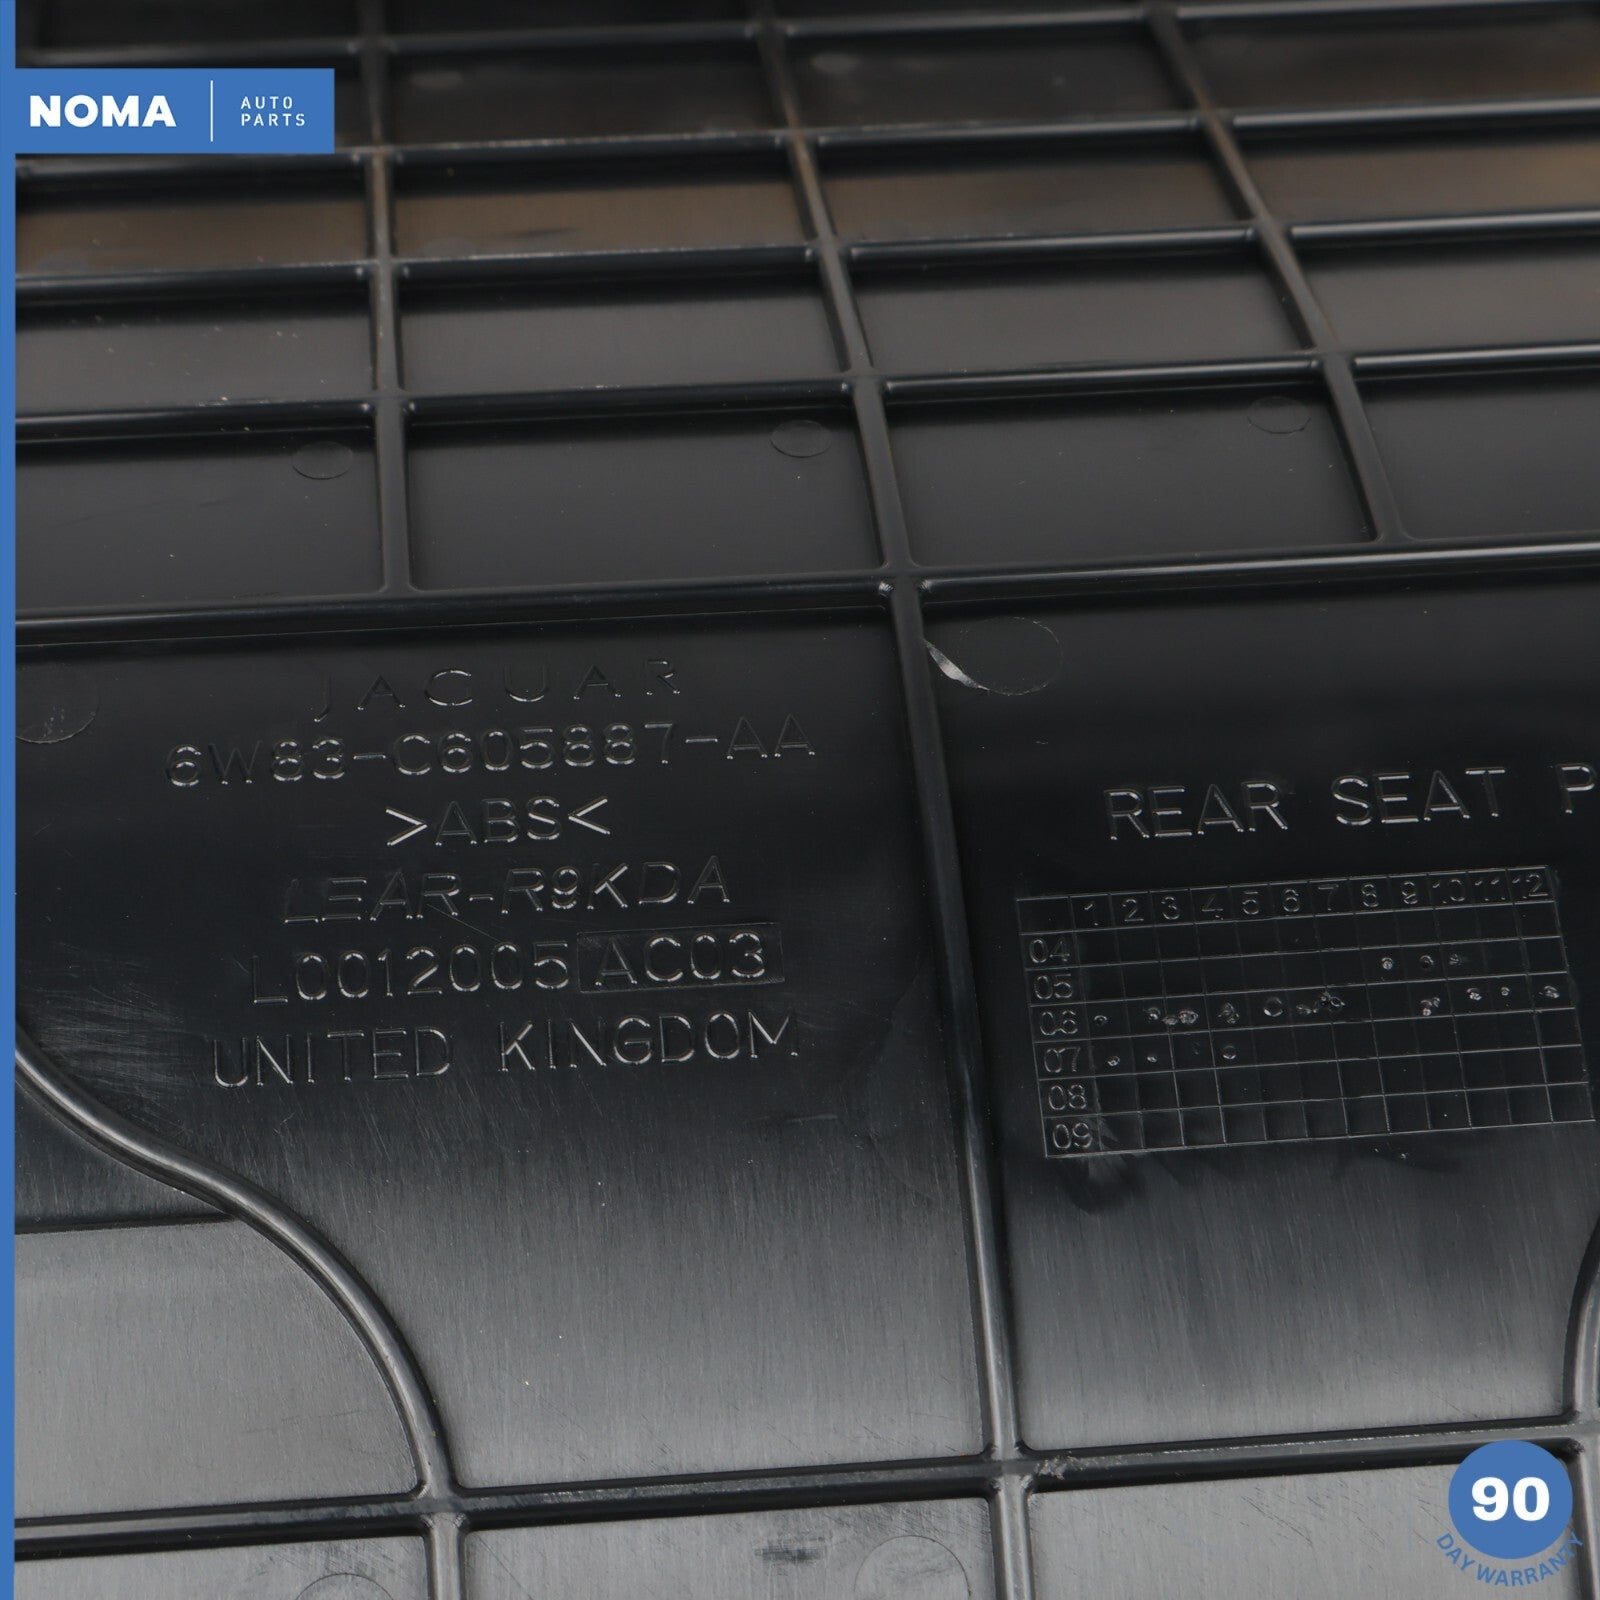 NOMA
AUTO
PARTS
JAGUAR
6W83-C605887-AA
>ABS<
LEAR-R9KDA
L0012005 AC03
UNITED KINGDOM
REAR SEAT P
1 2 3 4 5 6 7 8 9 10 11 12
04
05
06
07
08
09
90
DAY WARRANTY